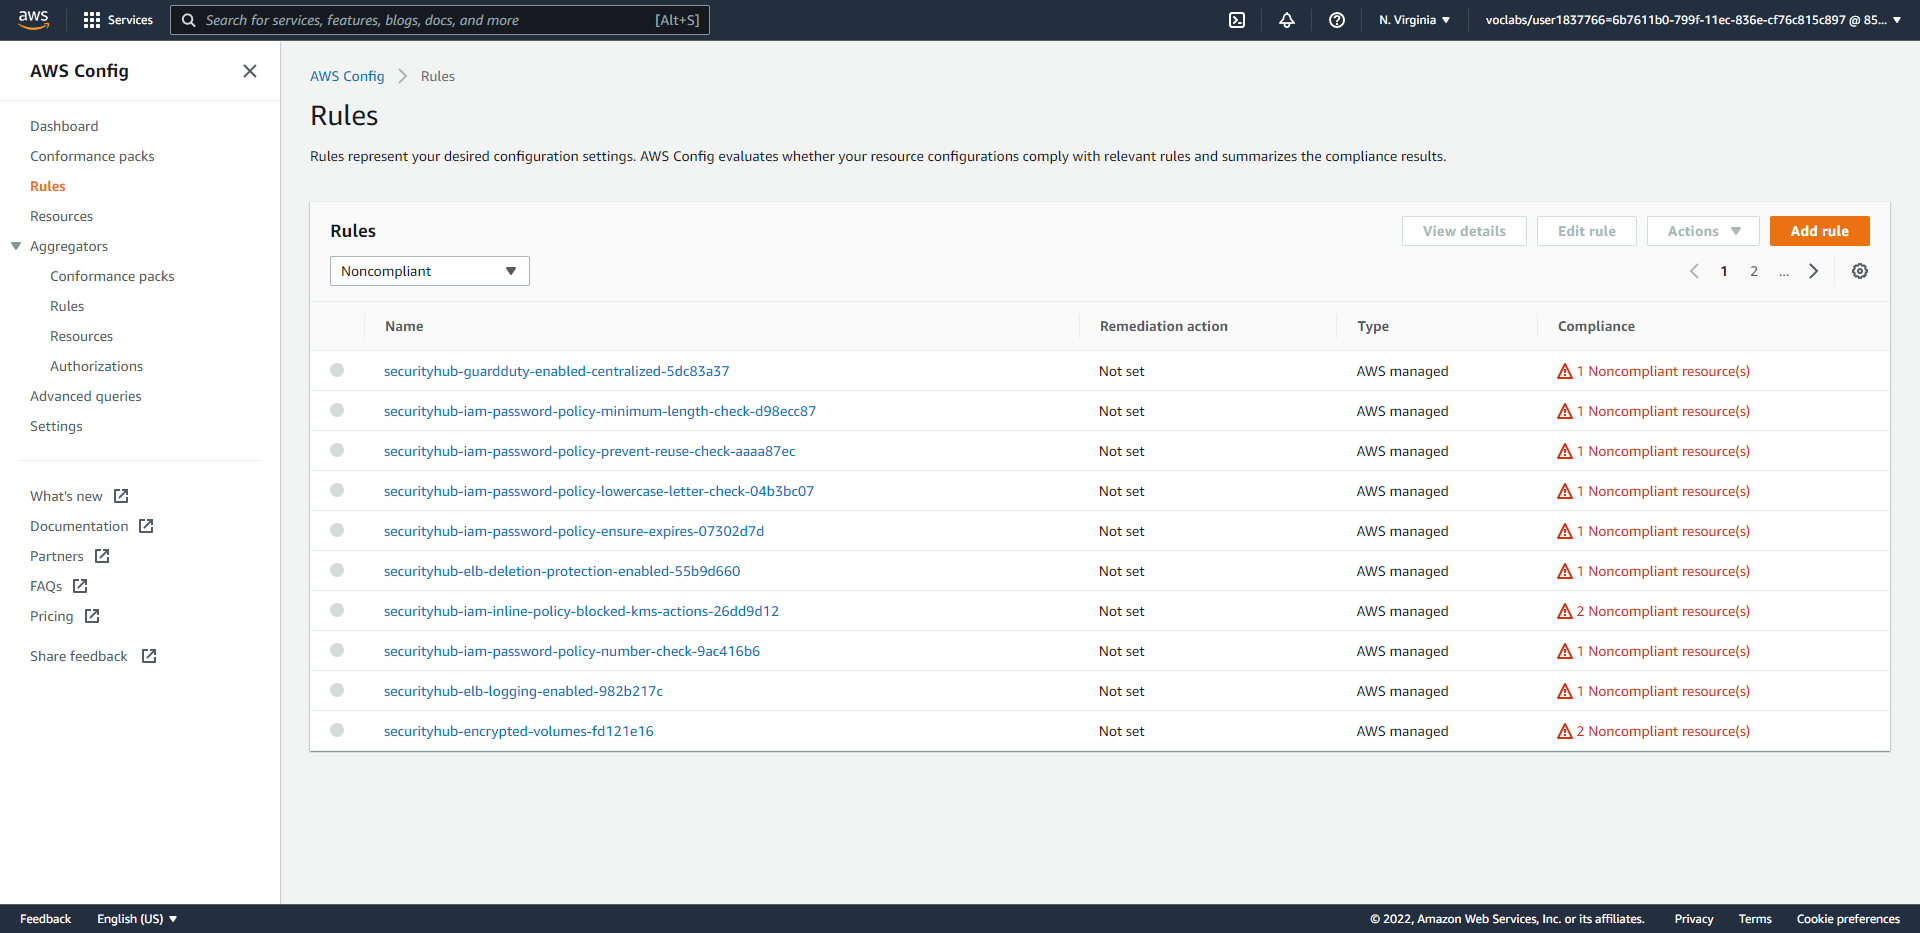 aws
Services
Search for services, features, blogs, docs, and more [Alt+S]
N. Virginia
voclabs/user1837766=6b7611b0-799f-11ec-836e-cf76c815c897 @ 85...
AWS Config
Dashboard
Conformance packs
Rules
Resources
Aggregators
Conformance packs
Rules
Resources
Authorizations
Advanced queries
Settings
What's new
Documentation
Partners
FAQs
Pricing
Share feedback
AWS Config > Rules
Rules
Rules represent your desired configuration settings. AWS Config evaluates whether your resource configurations comply with relevant rules and summarizes the compliance results.
Rules
View details Edit rule Actions Add rule
Noncompliant
1 2 ...
Name Remediation action Type Compliance
securityhub-guardduty-enabled-centralized-5dc83a37 Not set AWS managed 1 Noncompliant resource(s)
securityhub-iam-password-policy-minimum-length-check-d98ecc87 Not set AWS managed 1 Noncompliant resource(s)
securityhub-iam-password-policy-prevent-reuse-check-aaaa87ec Not set AWS managed 1 Noncompliant resource(s)
securityhub-iam-password-policy-lowercase-letter-check-04b3bc07 Not set AWS managed 1 Noncompliant resource(s)
securityhub-iam-password-policy-ensure-expires-07302d7d Not set AWS managed 1 Noncompliant resource(s)
securityhub-elb-deletion-protection-enabled-55b9d660 Not set AWS managed 1 Noncompliant resource(s)
securityhub-iam-inline-policy-blocked-kms-actions-26dd9d12 Not set AWS managed 2 Noncompliant resource(s)
securityhub-iam-password-policy-number-check-9ac416b6 Not set AWS managed 1 Noncompliant resource(s)
securityhub-elb-logging-enabled-982b217c Not set AWS managed 1 Noncompliant resource(s)
securityhub-encrypted-volumes-fd121e16 Not set AWS managed 2 Noncompliant resource(s)
Feedback English (US) © 2022, Amazon Web Services, Inc. or its affiliates. Privacy Terms Cookie preferences